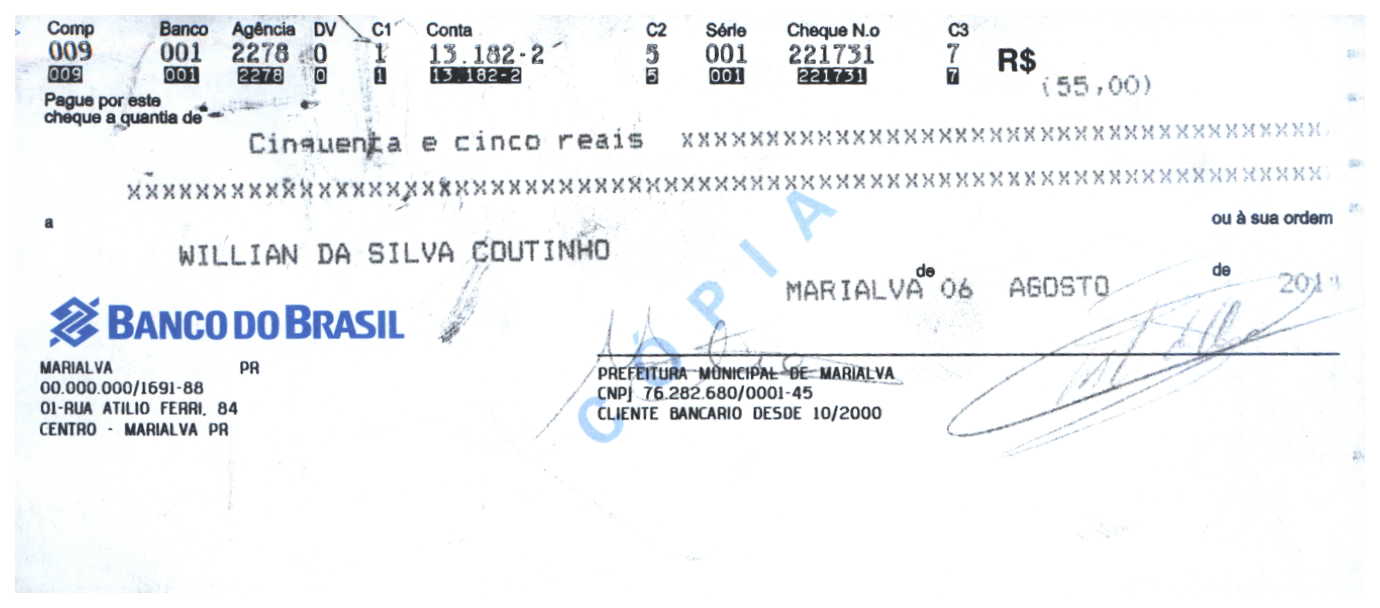 Comp Banco Agência DV C1 Conta C2 Série Cheque N.o C3
009 001 2278 0 1 13.182-2 5 001 221731 7 R$
009 001 2278 0 1 13.182-2 5 001 221731 7
(55,00)
Pague por este
cheque a quantia de
Cinquenta e cinco reais XXXXXXXXXXXXXXXXXXXXXXXXXXXXXXXXXXXXXXXXXXXXX
XXXXXXXXXXXXXXXXXXXXXXXXXXXXXXXXXXXXXXXXXXXXXXXXXXXXXXXXXXXXXXXXXXXXXX
a ou à sua ordem
WILLIAN DA SILVA COUTINHO
MARIALVA de 06 AGOSTO de
BANCO DO BRASIL
MARIALVA PR
00.000.000/1691-88
01-RUA ATILIO FERRI, 84
CENTRO - MARIALVA PR
PREFEITURA MUNICIPAL DE MARIALVA
CNPJ 76.282.680/0001-45
CLIENTE BANCARIO DESDE 10/2000
CÓPIA